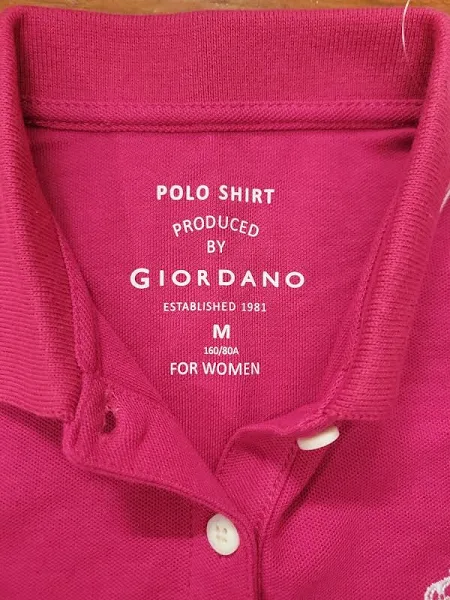 POLO SHIRT
PRODUCED
BY
GIORDANO
ESTABLISHED 1981
M
160/80A
FOR WOMEN